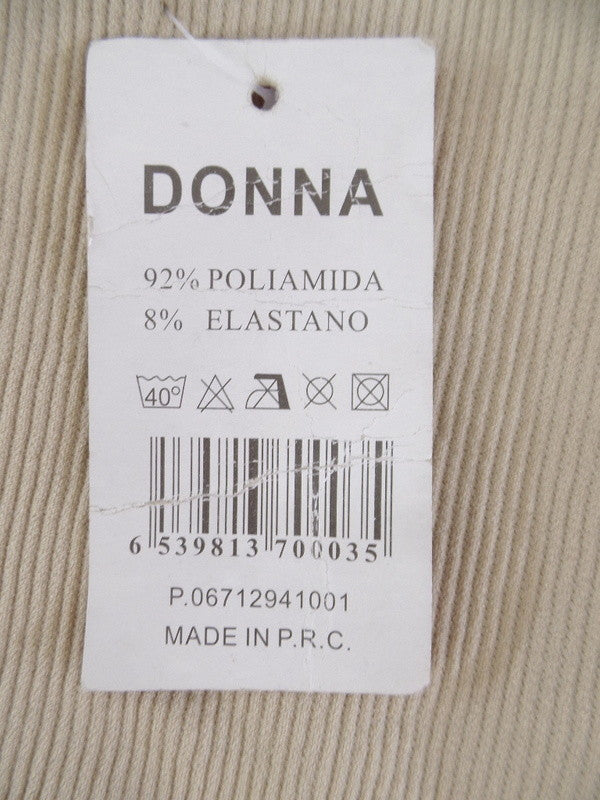 DONNA
92% POLIAMIDA
8% ELASTANO
40°
6 539813 700035
P.06712941001
MADE IN P.R.C.